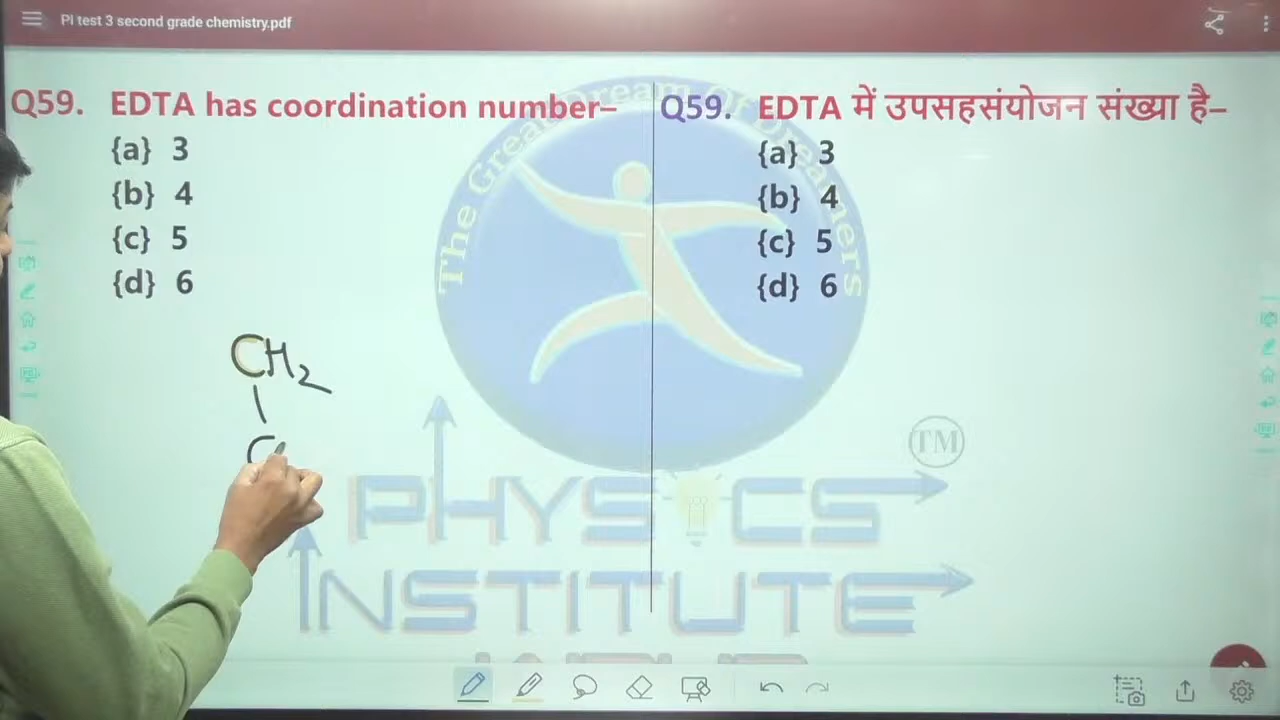 PI test 3 second grade chemistry.pdf
Q59. EDTA has coordination number–
{a} 3
{b} 4
{c} 5
{d} 6
Q59. EDTA में उपसहसंयोजन संख्या है–
{a} 3
{b} 4
{c} 5
{d} 6
CH2
C
The Great Dream Of Dreamers
TM
PHYSICS
INSTITUTE